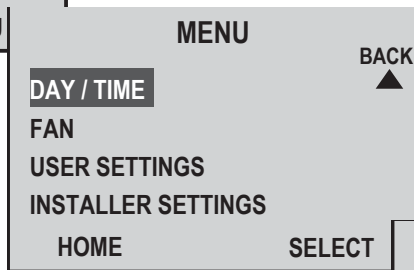 MENU
BACK
DAY / TIME
FAN
USER SETTINGS
INSTALLER SETTINGS
HOME SELECT